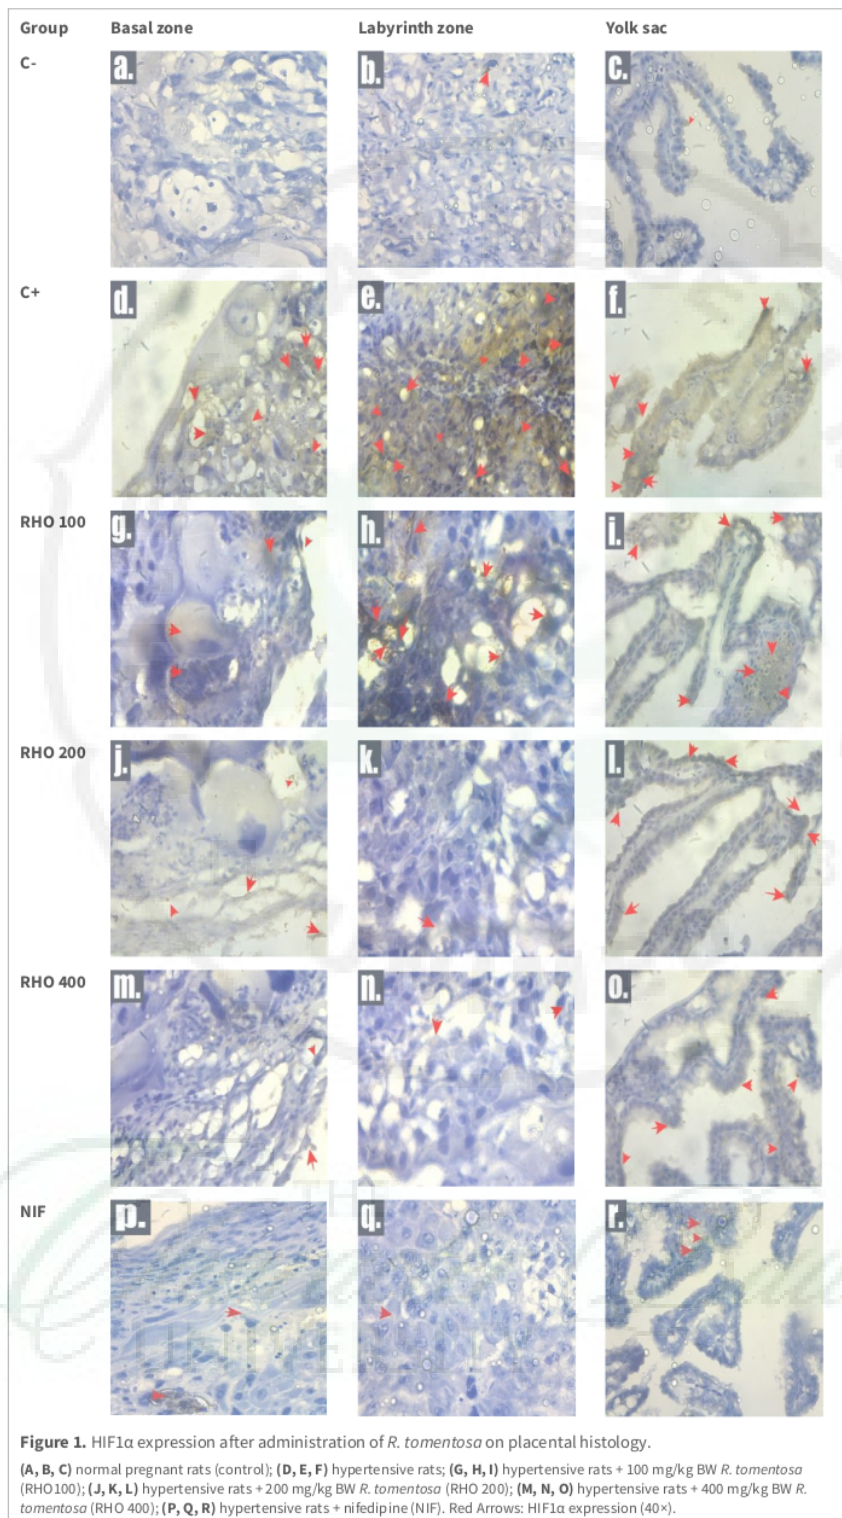 Group Basal zone Labyrinth zone Yolk sac
C-
a. b. c.
C+
d. e. f.
RHO 100
g. h. i.
RHO 200
j. k. l.
RHO 400
m. n. o.
NIF
p. q. r.
THE
UNIVERSITY
Figure 1. HIF1α expression after administration of R. tomentosa on placental histology.
(A, B, C) normal pregnant rats (control); (D, E, F) hypertensive rats; (G, H, I) hypertensive rats + 100 mg/kg BW R. tomentosa
(RHO100); (J, K, L) hypertensive rats + 200 mg/kg BW R. tomentosa (RHO 200); (M, N, O) hypertensive rats + 400 mg/kg BW R.
tomentosa (RHO 400); (P, Q, R) hypertensive rats + nifedipine (NIF). Red Arrows: HIF1α expression (40×).